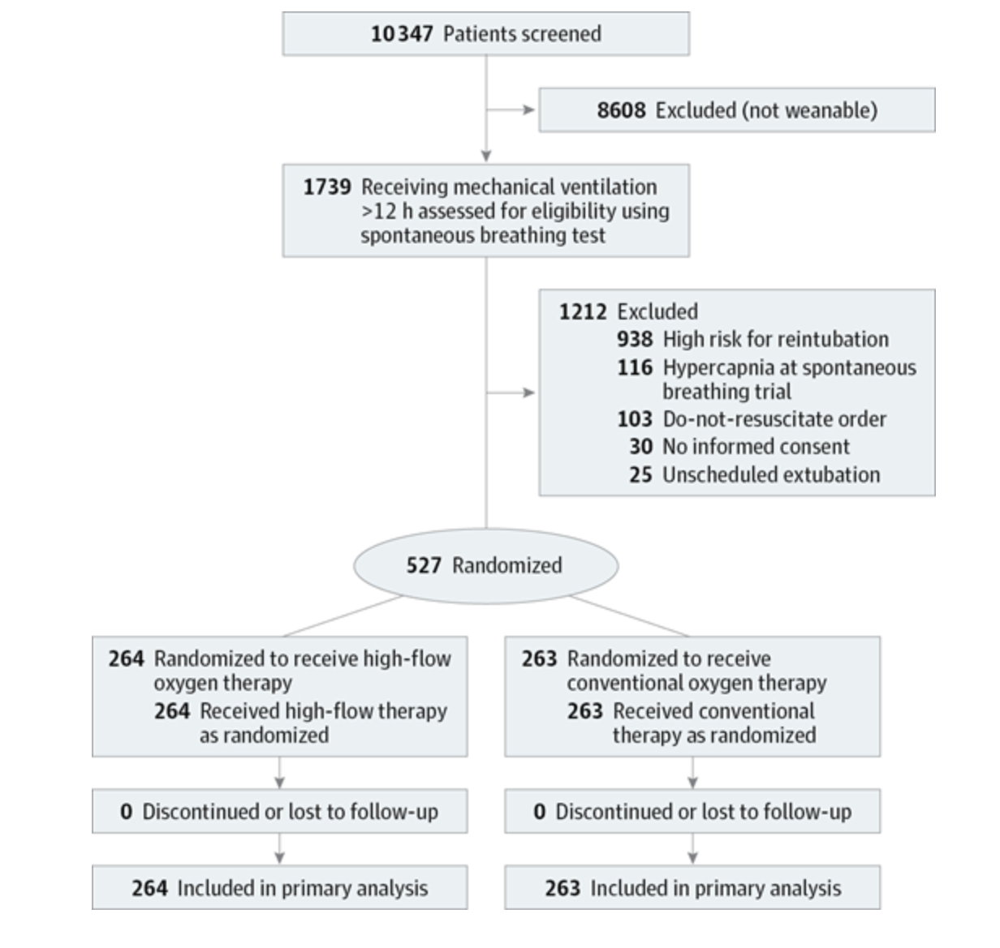 10 347 Patients screened
8608 Excluded (not weanable)
1739 Receiving mechanical ventilation
>12 h assessed for eligibility using
spontaneous breathing test
1212 Excluded
938 High risk for reintubation
116 Hypercapnia at spontaneous
breathing trial
103 Do-not-resuscitate order
30 No informed consent
25 Unscheduled extubation
527 Randomized
264 Randomized to receive high-flow
oxygen therapy
264 Received high-flow therapy
as randomized
263 Randomized to receive
conventional oxygen therapy
263 Received conventional
therapy as randomized
0 Discontinued or lost to follow-up
0 Discontinued or lost to follow-up
264 Included in primary analysis
263 Included in primary analysis